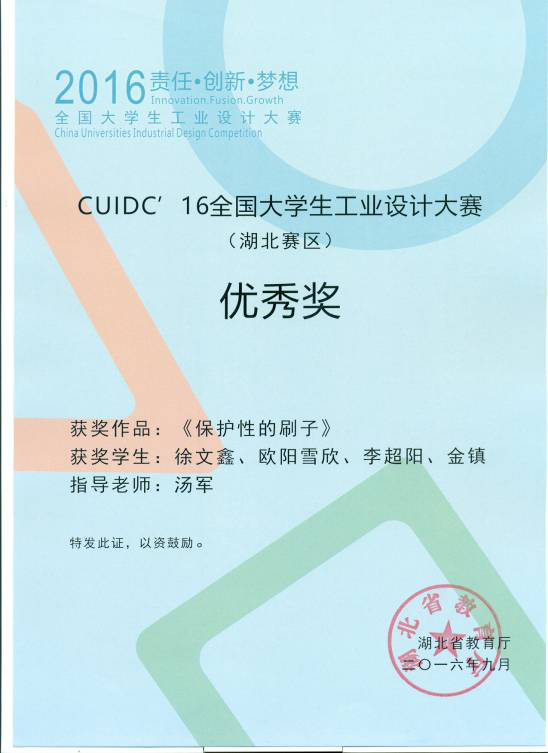 2016责任·创新·梦想
Innovation.Fusion.Growth
全国大学生工业设计大赛
China Universities Industrial Design Competition
CUIDC’16全国大学生工业设计大赛
（湖北赛区）
优秀奖
获奖作品：《保护性的刷子》
获奖学生：徐文鑫、欧阳雪欣、李超阳、金镇
指导老师：汤军
特发此证，以资鼓励。
湖北省教育厅
湖北省教育厅
二〇一六年九月